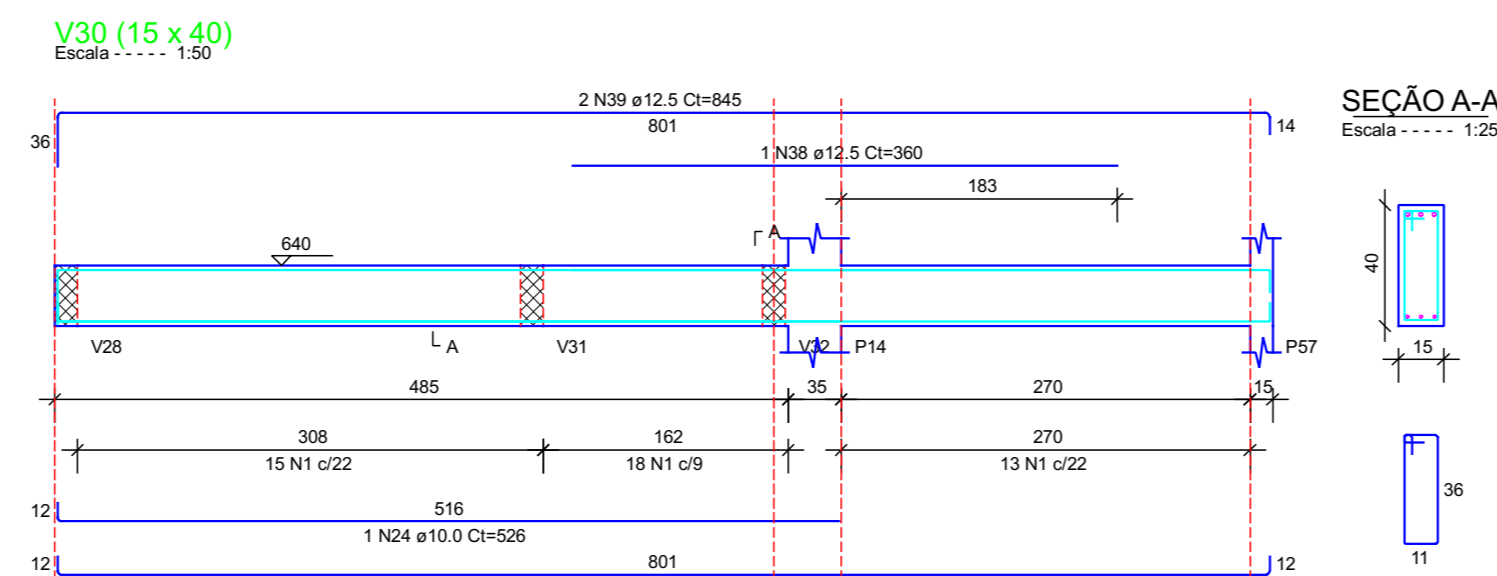 V30 (15 x 40)
Escala - - - - - 1:50
2 N39 ø12.5 Ct=845
SEÇÃO A-A
36
801
14
Escala - - - - - 1:25
1 N38 ø12.5 Ct=360
183
A
640
40
V28
A
V31
V32
P14
P57
15
485
35
270
15
308
162
270
15 N1 c/22
18 N1 c/9
13 N1 c/22
36
12
516
1 N24 ø10.0 Ct=526
12
801
12
11